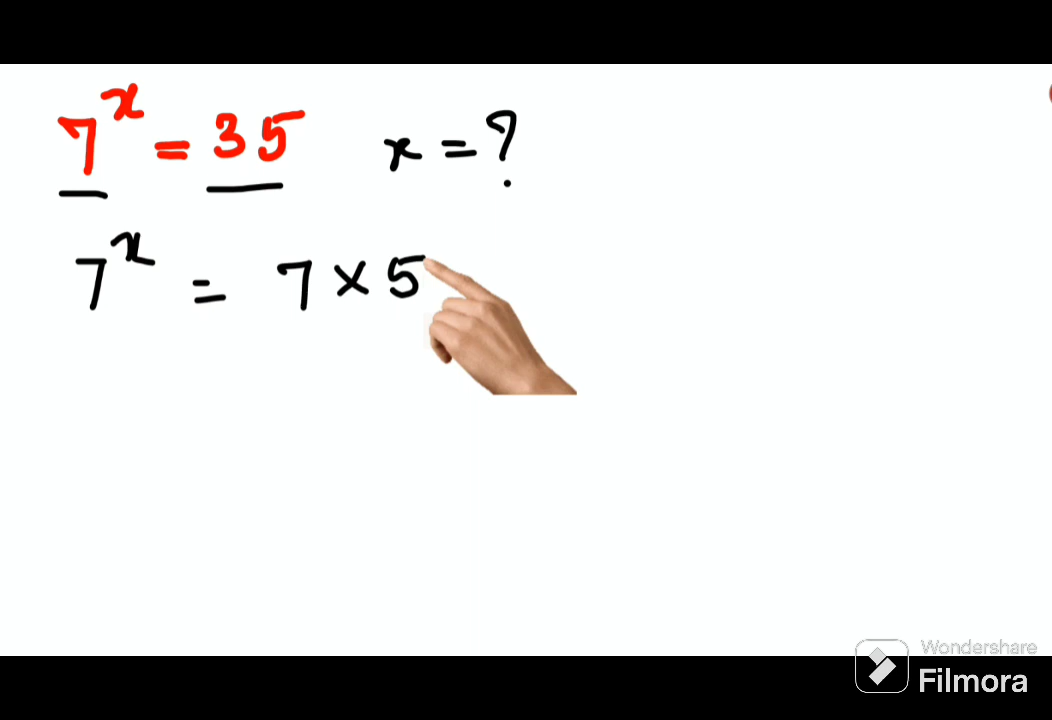 7^x = 35 x = ?
7^x = 7 × 5
Wondershare
Filmora